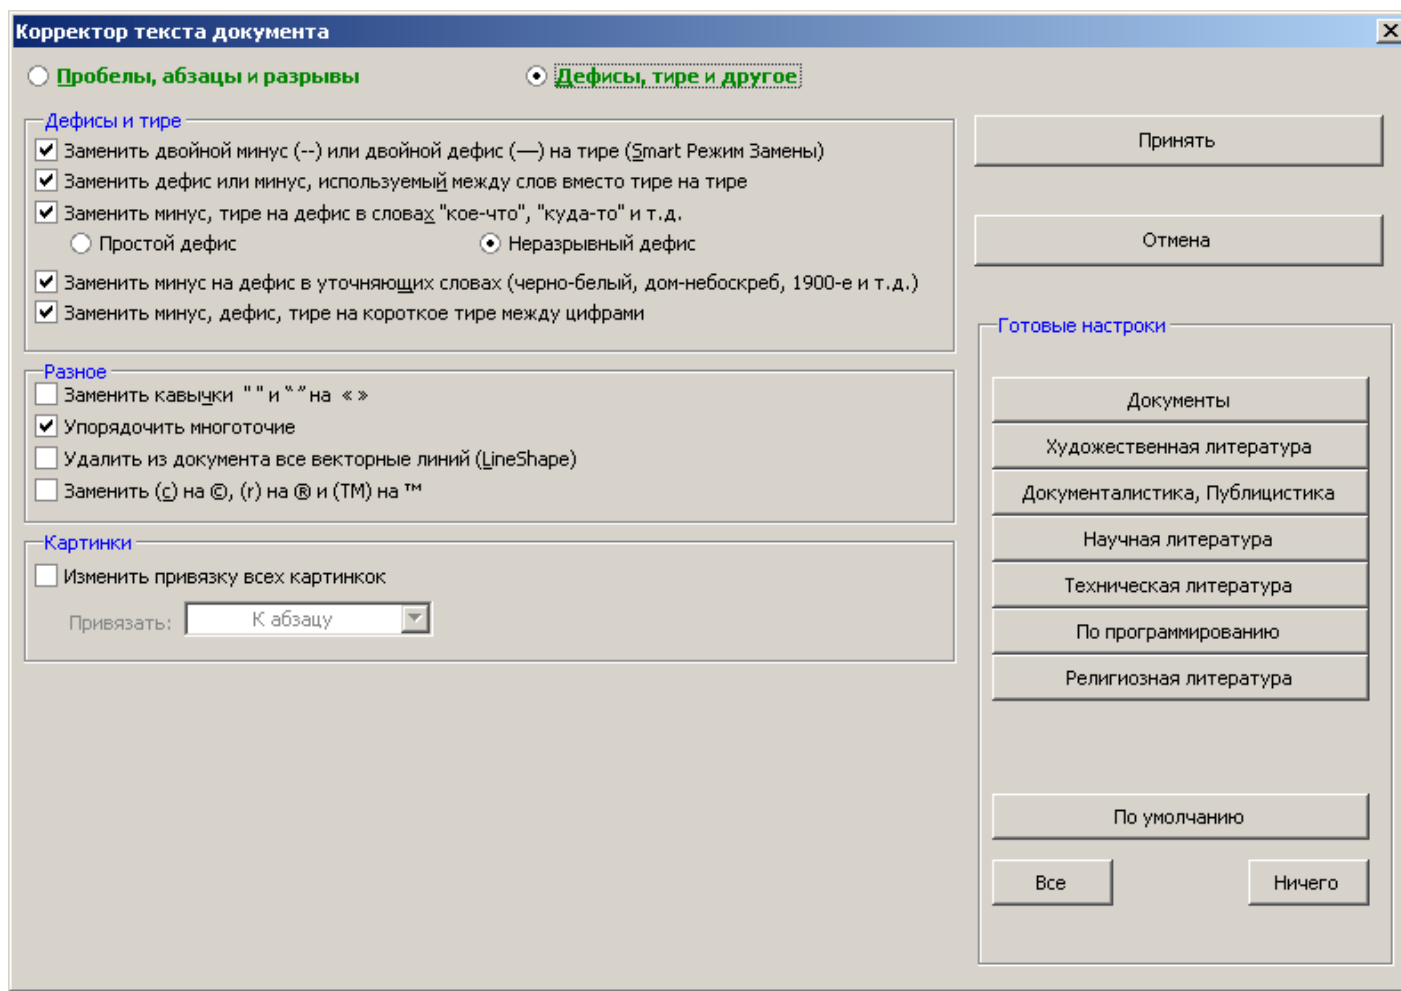 Корректор текста документа
Пробелы, абзацы и разрывы
Дефисы, тире и другое
Дефисы и тире
Заменить двойной минус (--) или двойной дефис (—) на тире (Smart Режим Замены)
Заменить дефис или минус, используемый между слов вместо тире на тире
Заменить минус, тире на дефис в словах "кое-что", "куда-то" и т.д.
Простой дефис
Неразрывный дефис
Заменить минус на дефис в уточняющих словах (черно-белый, дом-небоскреб, 1900-е и т.д.)
Заменить минус, дефис, тире на короткое тире между цифрами
Разное
Заменить кавычки " " и “ ” на « »
Упорядочить многоточие
Удалить из документа все векторные линий (LineShape)
Заменить (c) на ©, (r) на ® и (TM) на ™
Картинки
Изменить привязку всех картинкок
Привязать:
К абзацу
Принять
Отмена
Готовые настроки
Документы
Художественная литература
Документалистика, Публицистика
Научная литература
Техническая литература
По программированию
Религиозная литература
По умолчанию
Все
Ничего